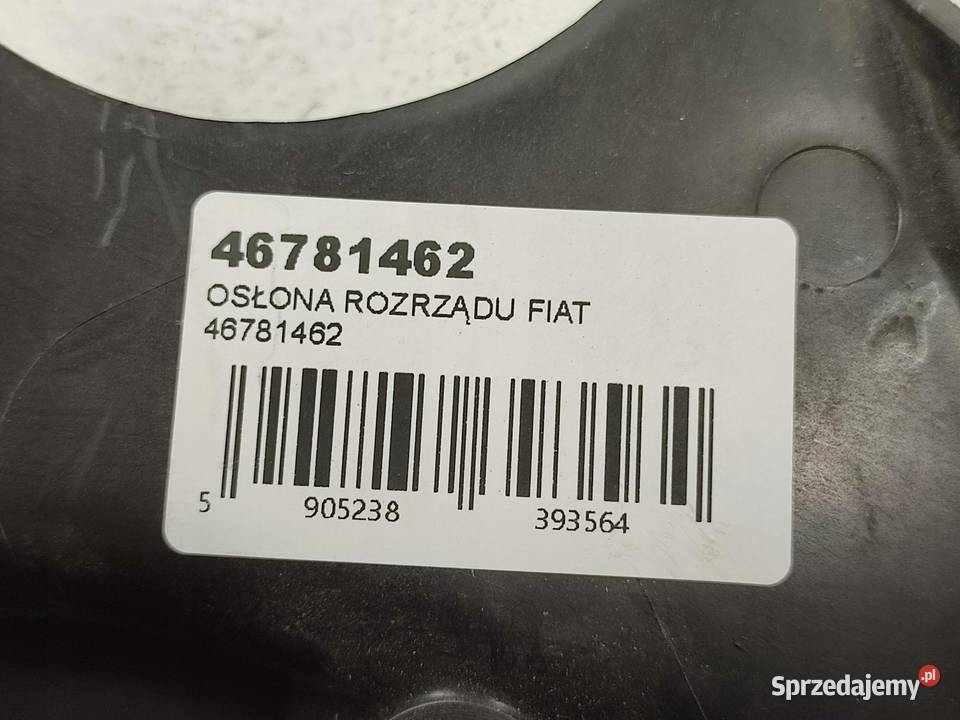 46781462
OSŁONA ROZRZĄDU FIAT
46781462
5 905238 393564
Sprzedajemy.pl